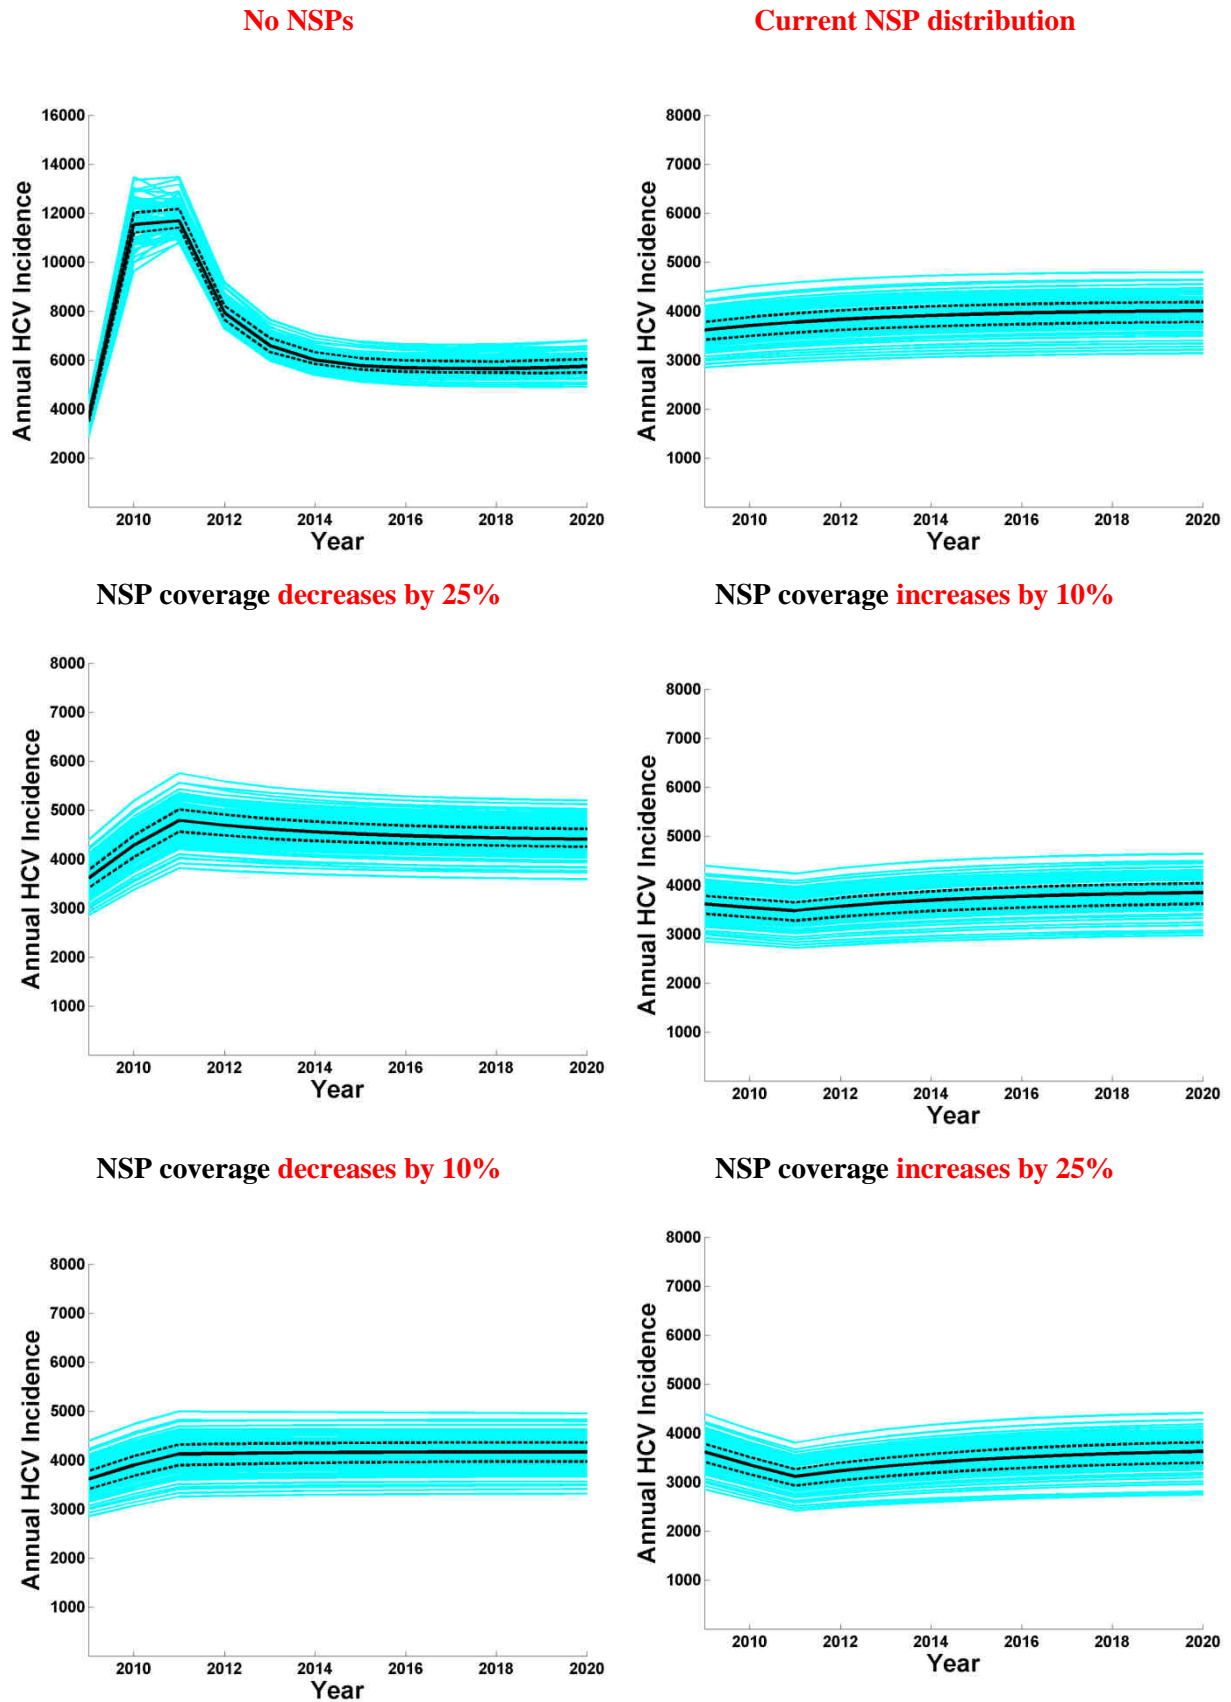 No NSPs
Current NSP distribution
16000
14000
12000
10000
8000
6000
4000
2000
Annual HCV Incidence
2010 2012 2014 2016 2018 2020
Year
8000
7000
6000
5000
4000
3000
2000
1000
Annual HCV Incidence
2010 2012 2014 2016 2018 2020
Year
NSP coverage decreases by 25%
NSP coverage increases by 10%
8000
7000
6000
5000
4000
3000
2000
1000
Annual HCV Incidence
2010 2012 2014 2016 2018 2020
Year
8000
7000
6000
5000
4000
3000
2000
1000
Annual HCV Incidence
2010 2012 2014 2016 2018 2020
Year
NSP coverage decreases by 10%
NSP coverage increases by 25%
8000
7000
6000
5000
4000
3000
2000
1000
Annual HCV Incidence
2010 2012 2014 2016 2018 2020
Year
8000
7000
6000
5000
4000
3000
2000
1000
Annual HCV Incidence
2010 2012 2014 2016 2018 2020
Year